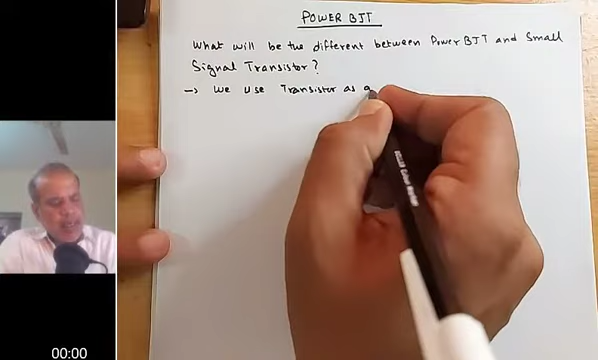 POWER BJT
What will be the different between Power BJT and Small
Signal Transistor?
→ We use Transistor as a
00:00